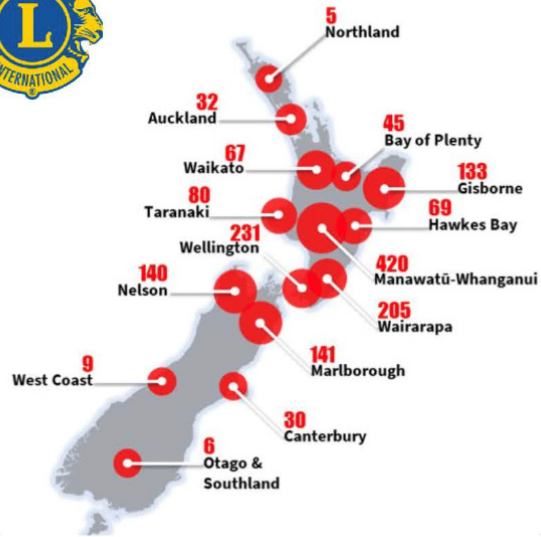 L
INTERNATIONAL
®
5
Northland
32
Auckland
45
Bay of Plenty
67
Waikato
133
Gisborne
80
Taranaki
69
Hawkes Bay
231
Wellington
420
Manawatū-Whanganui
140
Nelson
205
Wairarapa
141
Marlborough
9
West Coast
30
Canterbury
6
Otago &
Southland